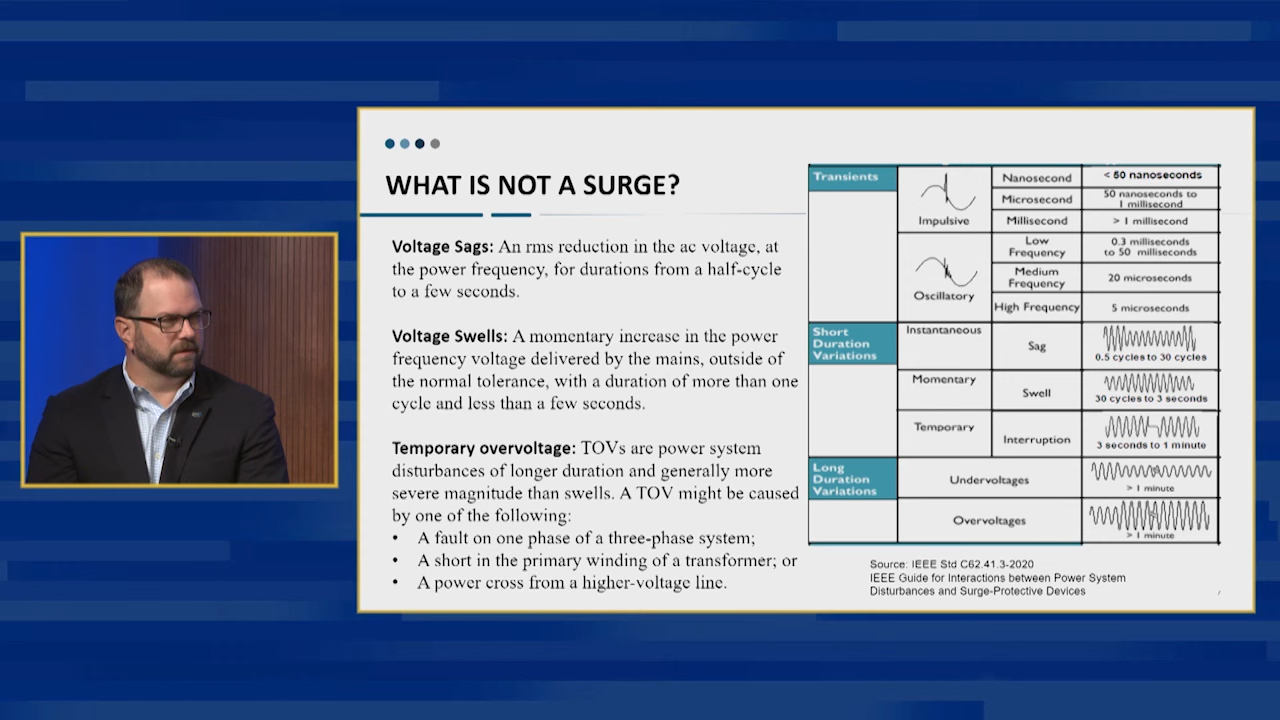 WHAT IS NOT A SURGE?
Voltage Sags: An rms reduction in the ac voltage, at
the power frequency, for durations from a half-cycle
to a few seconds.
Voltage Swells: A momentary increase in the power
frequency voltage delivered by the mains, outside of
the normal tolerance, with a duration of more than one
cycle and less than a few seconds.
Temporary overvoltage: TOVs are power system
disturbances of longer duration and generally more
severe magnitude than swells. A TOV might be caused
by one of the following:
• A fault on one phase of a three-phase system;
• A short in the primary winding of a transformer; or
• A power cross from a higher-voltage line.
Transients
Impulsive
Nanosecond
< 50 nanoseconds
Microsecond
50 nanoseconds to
1 millisecond
Millisecond
> 1 millisecond
Oscillatory
Low
Frequency
0.3 milliseconds
to 50 milliseconds
Medium
Frequency
20 microseconds
High Frequency
5 microseconds
Short
Duration
Variations
Instantaneous
Sag
0.5 cycles to 30 cycles
Momentary
Swell
30 cycles to 3 seconds
Temporary
Interruption
3 seconds to 1 minute
Long
Duration
Variations
Undervoltages
> 1 minute
Overvoltages
> 1 minute
Source: IEEE Std C62.41.3-2020
IEEE Guide for Interactions between Power System
Disturbances and Surge-Protective Devices